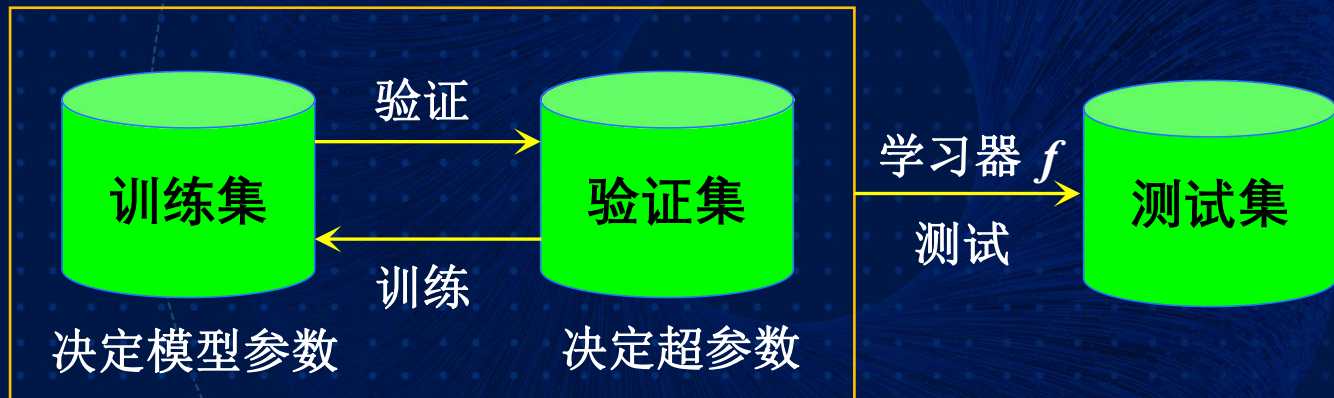 验证
学习器 f
训练集
验证集
测试集
测试
训练
决定模型参数
决定超参数